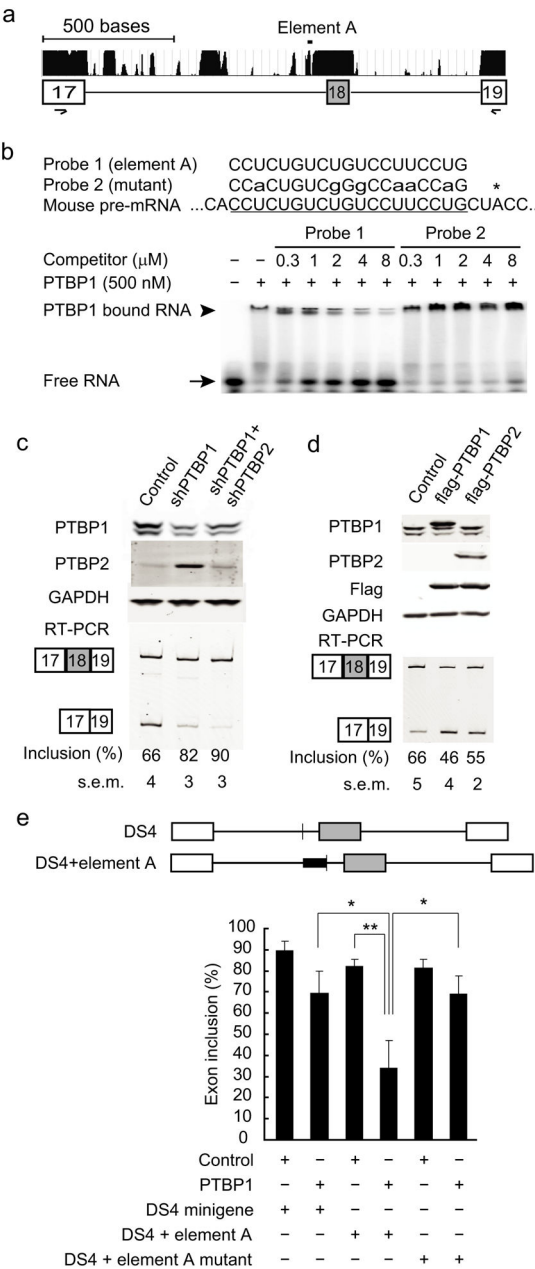 a
500 bases
Element A
17 18 19
b
Probe 1 (element A) CCUCUGUCUGUCCUUCCUG
Probe 2 (mutant) CCaCUGUCgGgCCaaCCaG *
Mouse pre-mRNA ...CACCUCUGUCUGUCCUUCCUGCUACC...
Probe 1 Probe 2
Competitor (μM) – – 0.3 1 2 4 8 0.3 1 2 4 8
PTBP1 (500 nM) – + + + + + + + + + + +
PTBP1 bound RNA
Free RNA
c
Control shPTBP1 shPTBP1+ shPTBP2
PTBP1
PTBP2
GAPDH
RT-PCR
17 18 19
17 19
Inclusion (%) 66 82 90
s.e.m. 4 3 3
d
Control flag-PTBP1 flag-PTBP2
PTBP1
PTBP2
Flag
GAPDH
RT-PCR
17 18 19
17 19
Inclusion (%) 66 46 55
s.e.m. 5 4 2
e
DS4
DS4+element A
* ** *
Exon inclusion (%)
100
90
80
70
60
50
40
30
20
10
0
Control + – + – + –
PTBP1 – + – + – +
DS4 minigene + + – – – –
DS4 + element A – – + + – –
DS4 + element A mutant – – – – + +